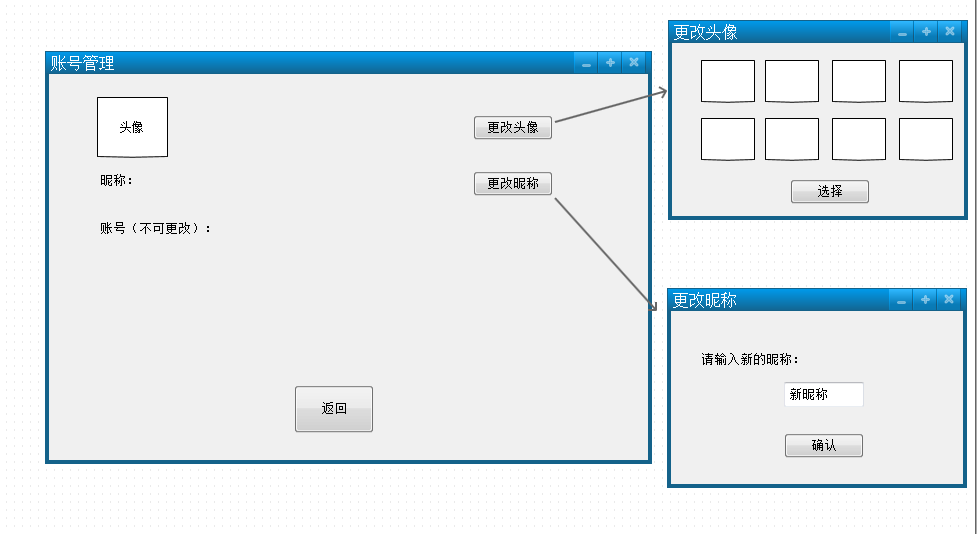 账号管理
头像
昵称：
账号（不可更改）：
更改头像
更改昵称
返回
更改头像
选择
更改昵称
请输入新的昵称：
新昵称
确认